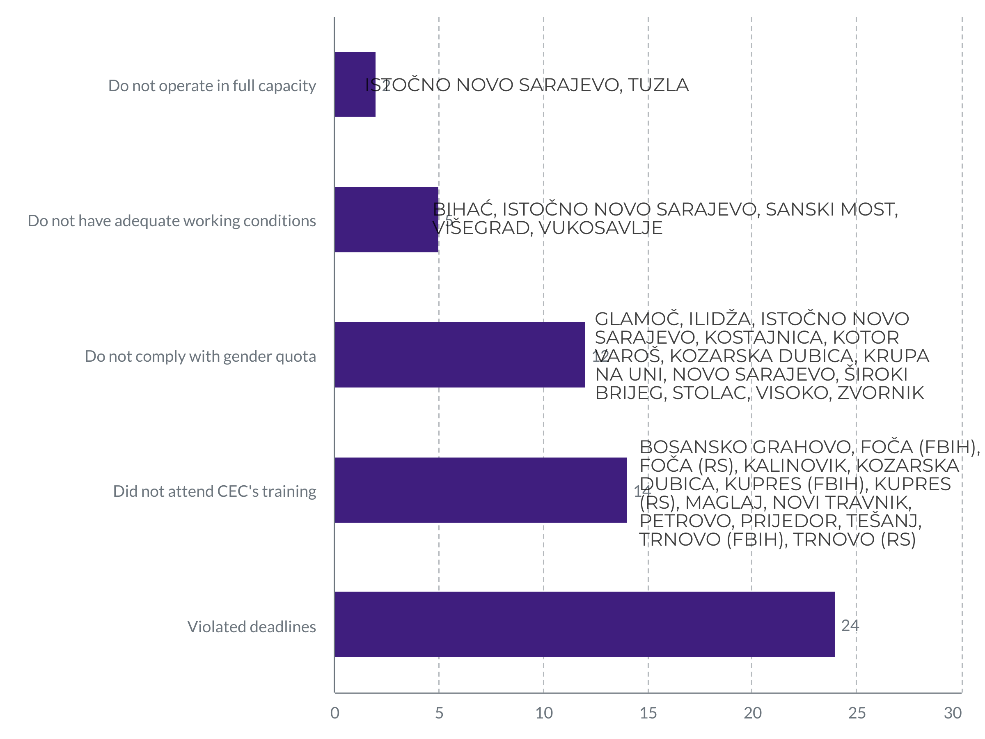 Do not operate in full capacity
2
ISTOČNO NOVO SARAJEVO, TUZLA
Do not have adequate working conditions
5
BIHAĆ, ISTOČNO NOVO SARAJEVO, SANSKI MOST,
VIŠEGRAD, VUKOSAVLJE
Do not comply with gender quota
12
GLAMOČ, ILIDŽA, ISTOČNO NOVO
SARAJEVO, KOSTAJNICA, KOTOR
VAROŠ, KOZARSKA DUBICA, KRUPA
NA UNI, NOVO SARAJEVO, ŠIROKI
BRIJEG, STOLAC, VISOKO, ZVORNIK
Did not attend CEC's training
14
BOSANSKO GRAHOVO, FOČA (FBIH),
FOČA (RS), KALINOVIK, KOZARSKA
DUBICA, KUPRES (FBIH), KUPRES
(RS), MAGLAJ, NOVI TRAVNIK,
PETROVO, PRIJEDOR, TEŠANJ,
TRNOVO (FBIH), TRNOVO (RS)
Violated deadlines
24
0 5 10 15 20 25 30